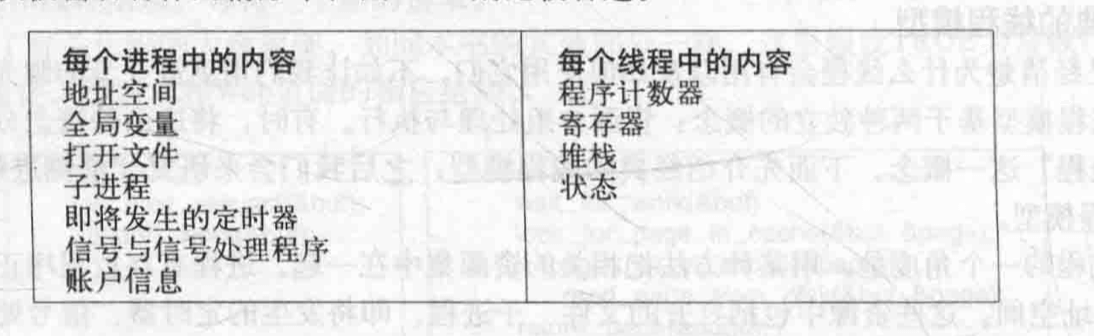 每个进程中的内容
地址空间
全局变量
打开文件
子进程
即将发生的定时器
信号与信号处理程序
账户信息
每个线程中的内容
程序计数器
寄存器
堆栈
状态